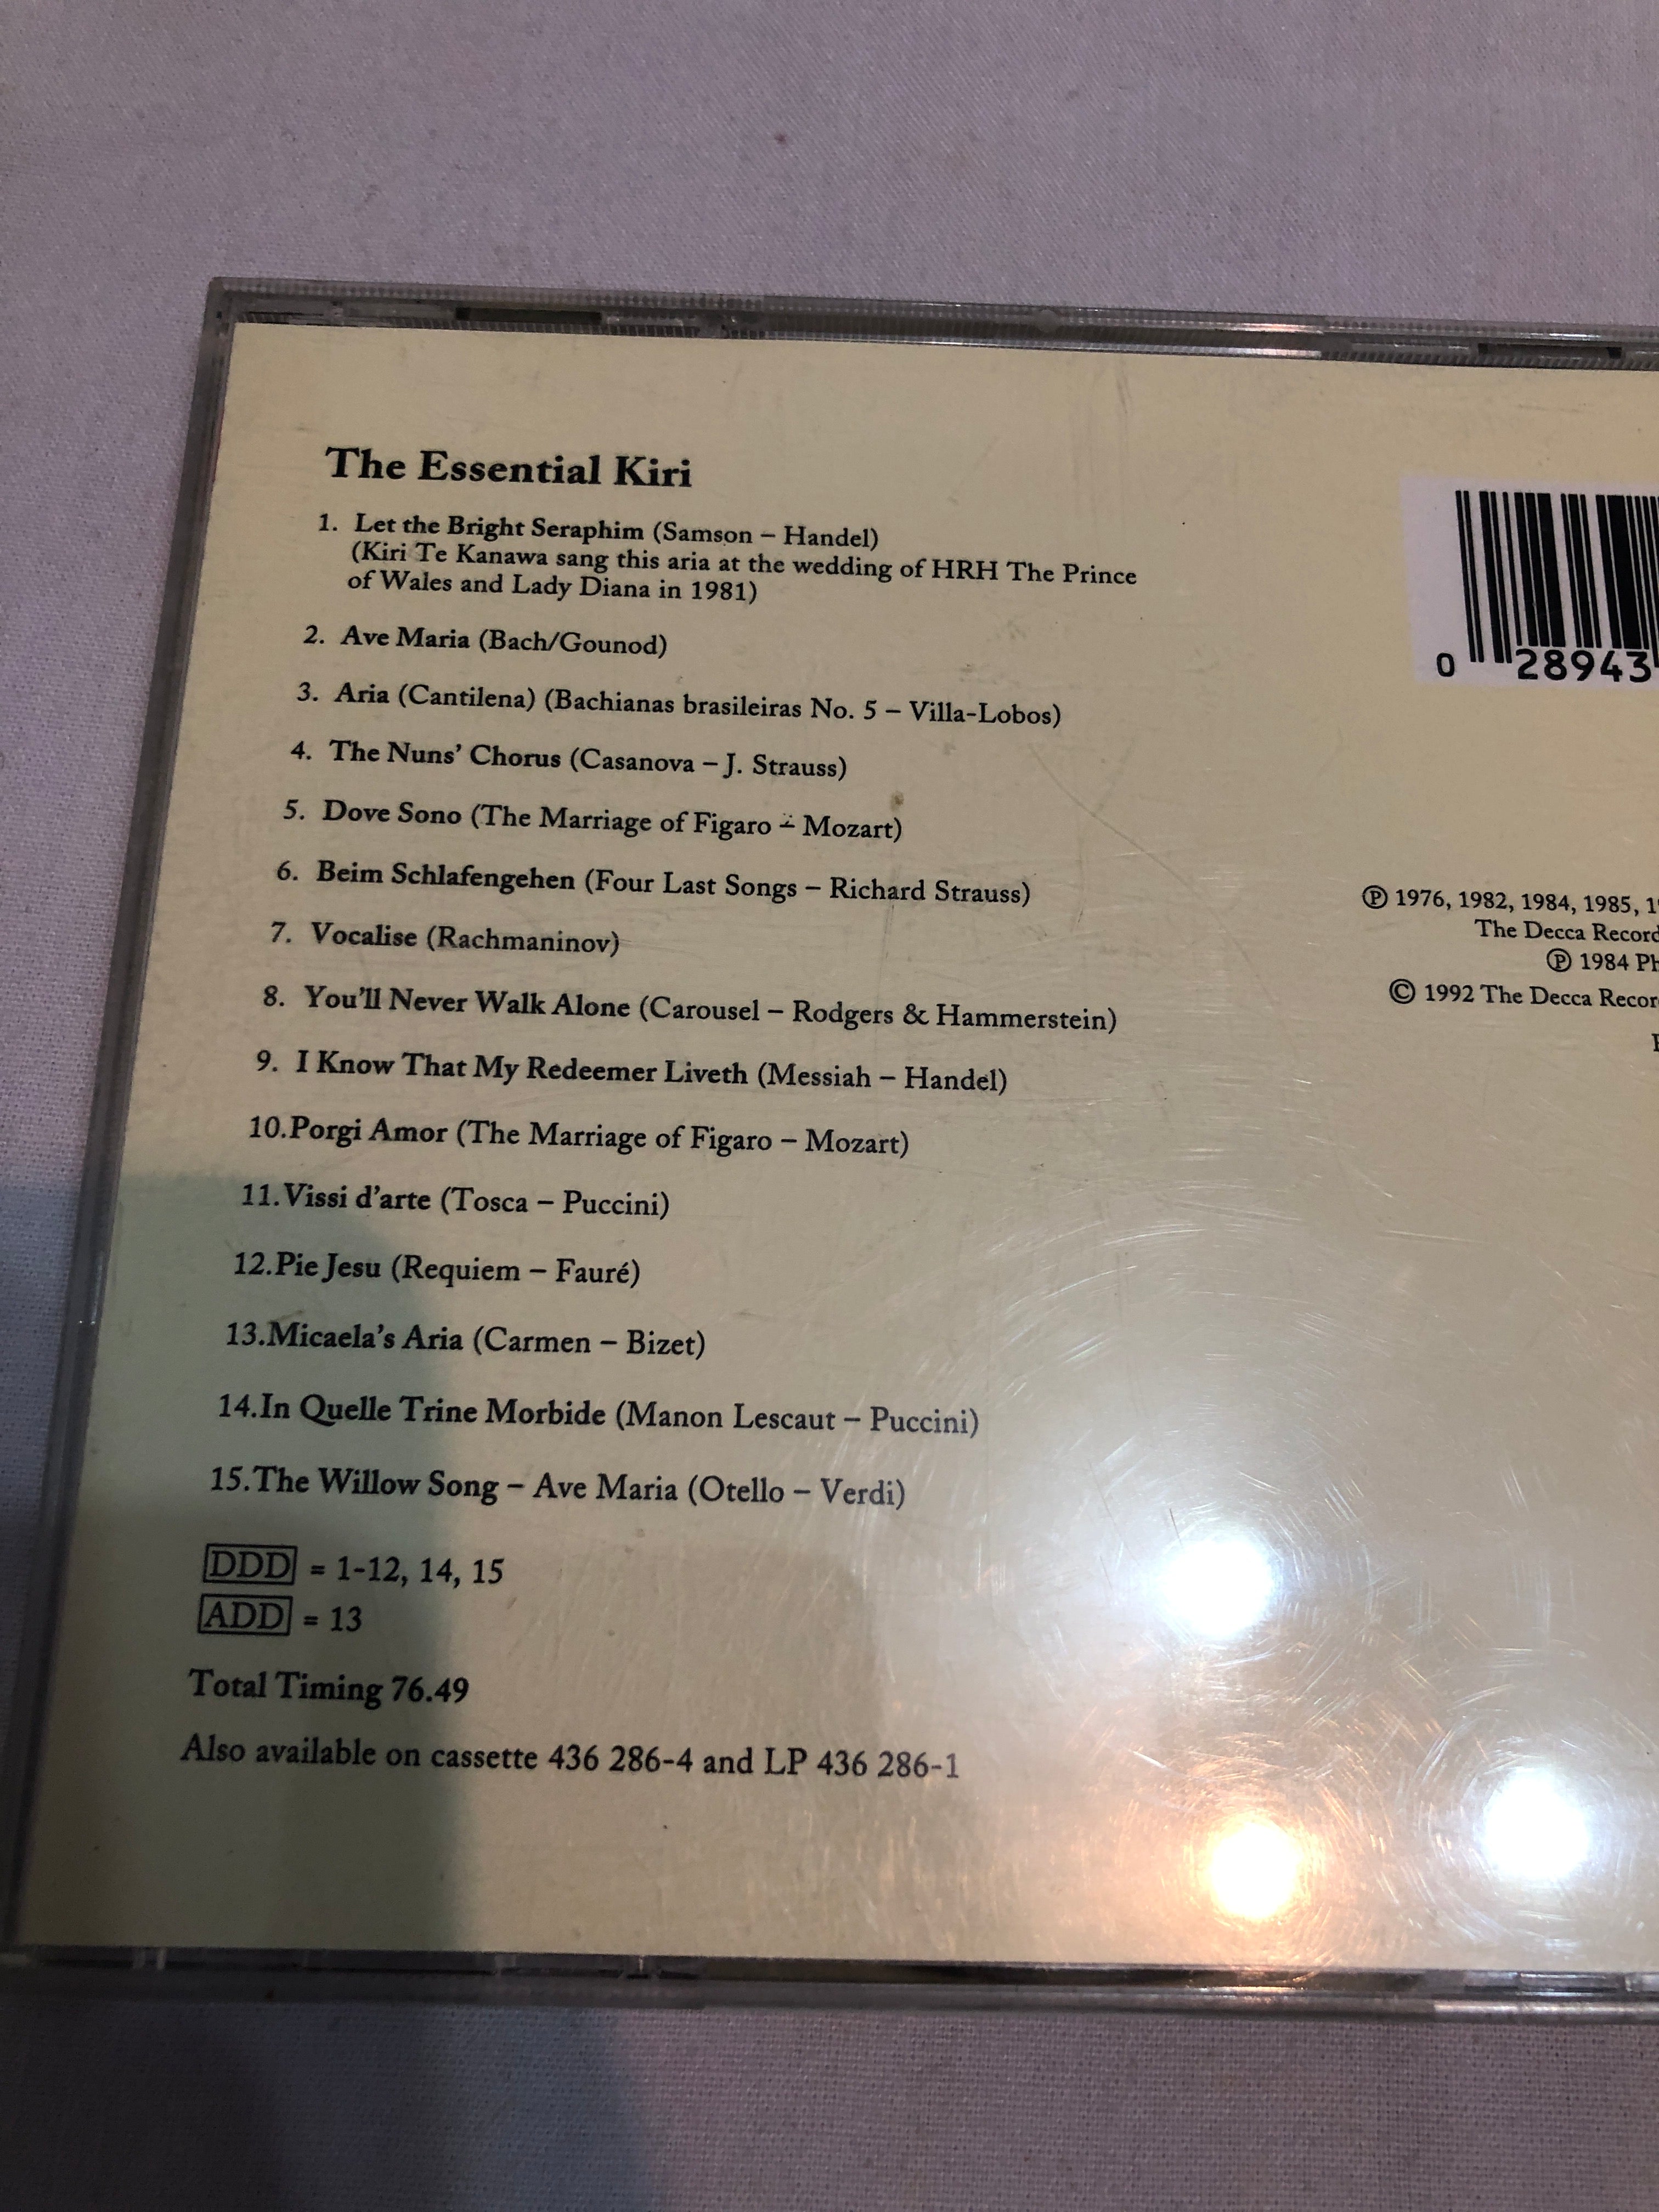 The Essential Kiri
1. Let the Bright Seraphim (Samson – Handel)
(Kiri Te Kanawa sang this aria at the wedding of HRH The Prince
of Wales and Lady Diana in 1981)
2. Ave Maria (Bach/Gounod)
3. Aria (Cantilena) (Bachianas brasileiras No. 5 – Villa-Lobos)
4. The Nuns' Chorus (Casanova – J. Strauss)
5. Dove Sono (The Marriage of Figaro – Mozart)
6. Beim Schlafengehen (Four Last Songs – Richard Strauss)
7. Vocalise (Rachmaninov)
8. You'll Never Walk Alone (Carousel – Rodgers & Hammerstein)
9. I Know That My Redeemer Liveth (Messiah – Handel)
10. Porgi Amor (The Marriage of Figaro – Mozart)
11. Vissi d'arte (Tosca – Puccini)
12. Pie Jesu (Requiem – Fauré)
13. Micaela's Aria (Carmen – Bizet)
14. In Quelle Trine Morbide (Manon Lescaut – Puccini)
15. The Willow Song – Ave Maria (Otello – Verdi)
DDD = 1-12, 14, 15
ADD = 13
Total Timing 76.49
Also available on cassette 436 286-4 and LP 436 286-1
0 28943
℗ 1976, 1982, 1984, 1985,
The Decca Record
℗ 1984
© 1992 The Decca